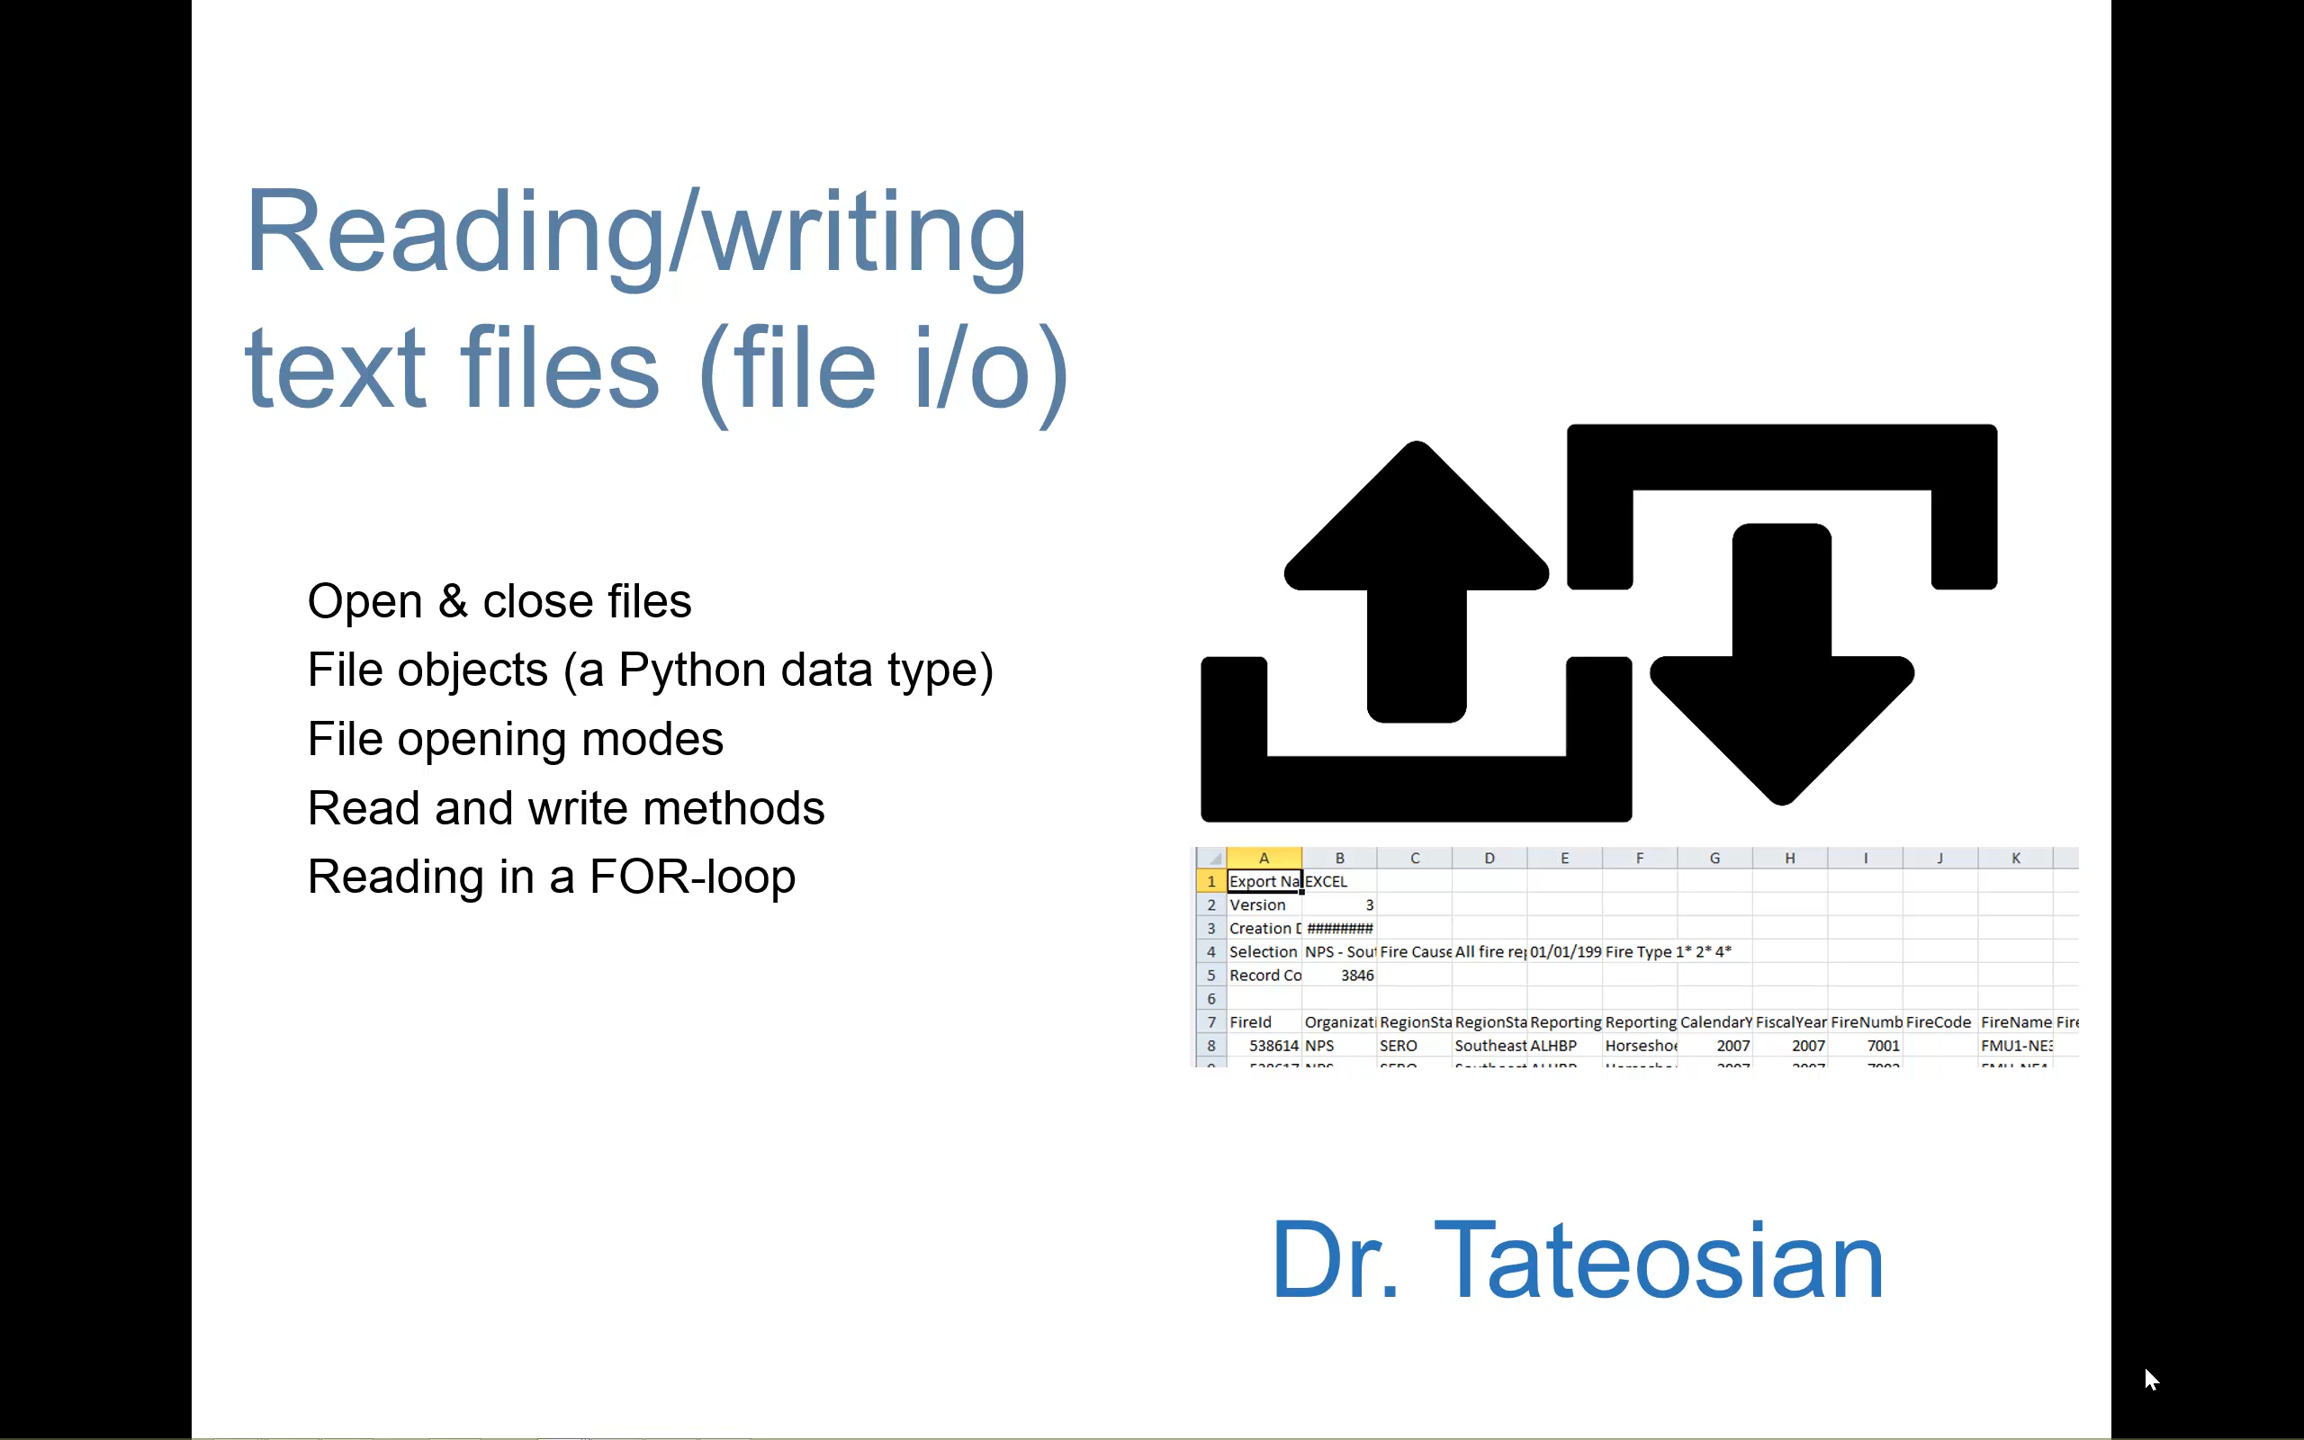 Reading/writing
text files (file i/o)
Open & close files
File objects (a Python data type)
File opening modes
Read and write methods
Reading in a FOR-loop
A B C D E F G H I J K
1 Export Na EXCEL
2 Version 3
3 Creation D ########
4 Selection NPS - Sout Fire Cause All fire rep 01/01/199 Fire Type 1* 2* 4*
5 Record Co 3846
6
7 FireId Organizati RegionSta RegionSta Reporting Reporting CalendarY FiscalYear FireNumb FireCode FireName Fire
8 538614 NPS SERO Southeast ALHBP Horsesho 2007 2007 7001 FMU1-NE3
Dr. Tateosian